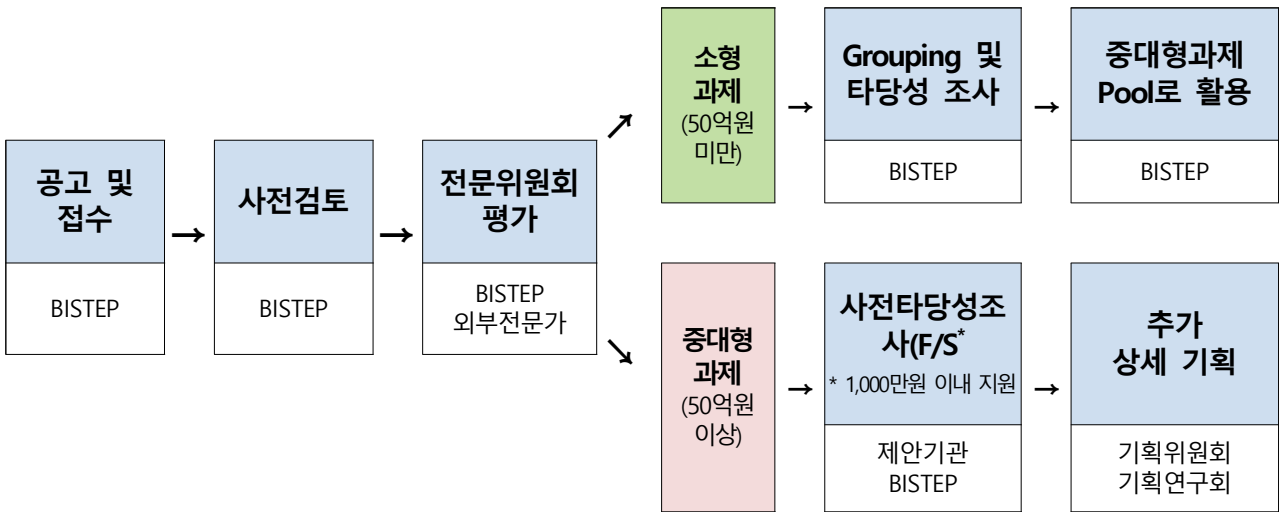 공고 및
접수
BISTEP
→
사전검토
BISTEP
→
전문위원회
평가
BISTEP
외부전문가
↗
소형
과제
(50억원
미만)
→
Grouping 및
타당성 조사
BISTEP
→
중대형과제
Pool로 활용
BISTEP
↘
중대형
과제
(50억원
이상)
→
사전타당성조
사(F/S*
* 1,000만원 이내 지원
제안기관
BISTEP
→
추가
상세 기획
기획위원회
기획연구회